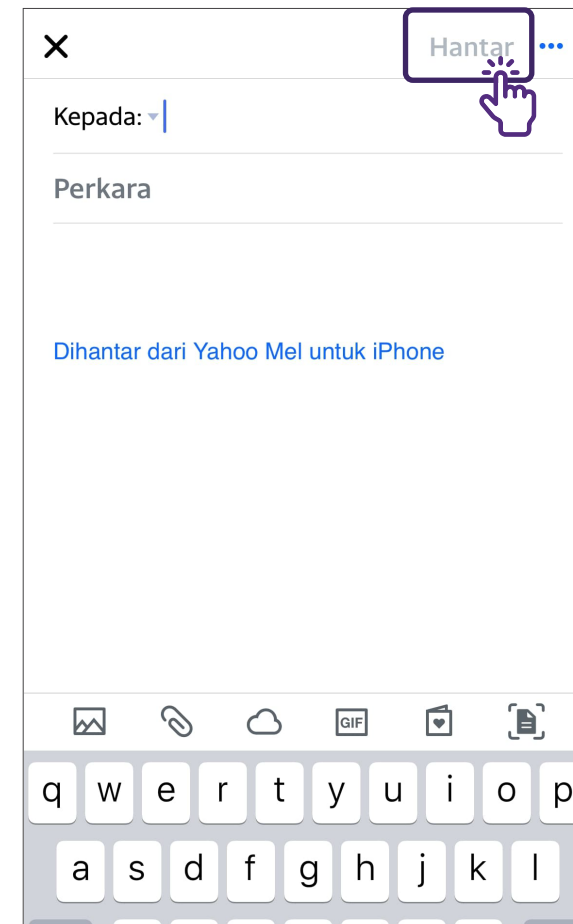 Hantar
Kepada:
Perkara
Dihantar dari Yahoo Mel untuk iPhone
GIF
q w e r t y u i o p
a s d f g h j k l